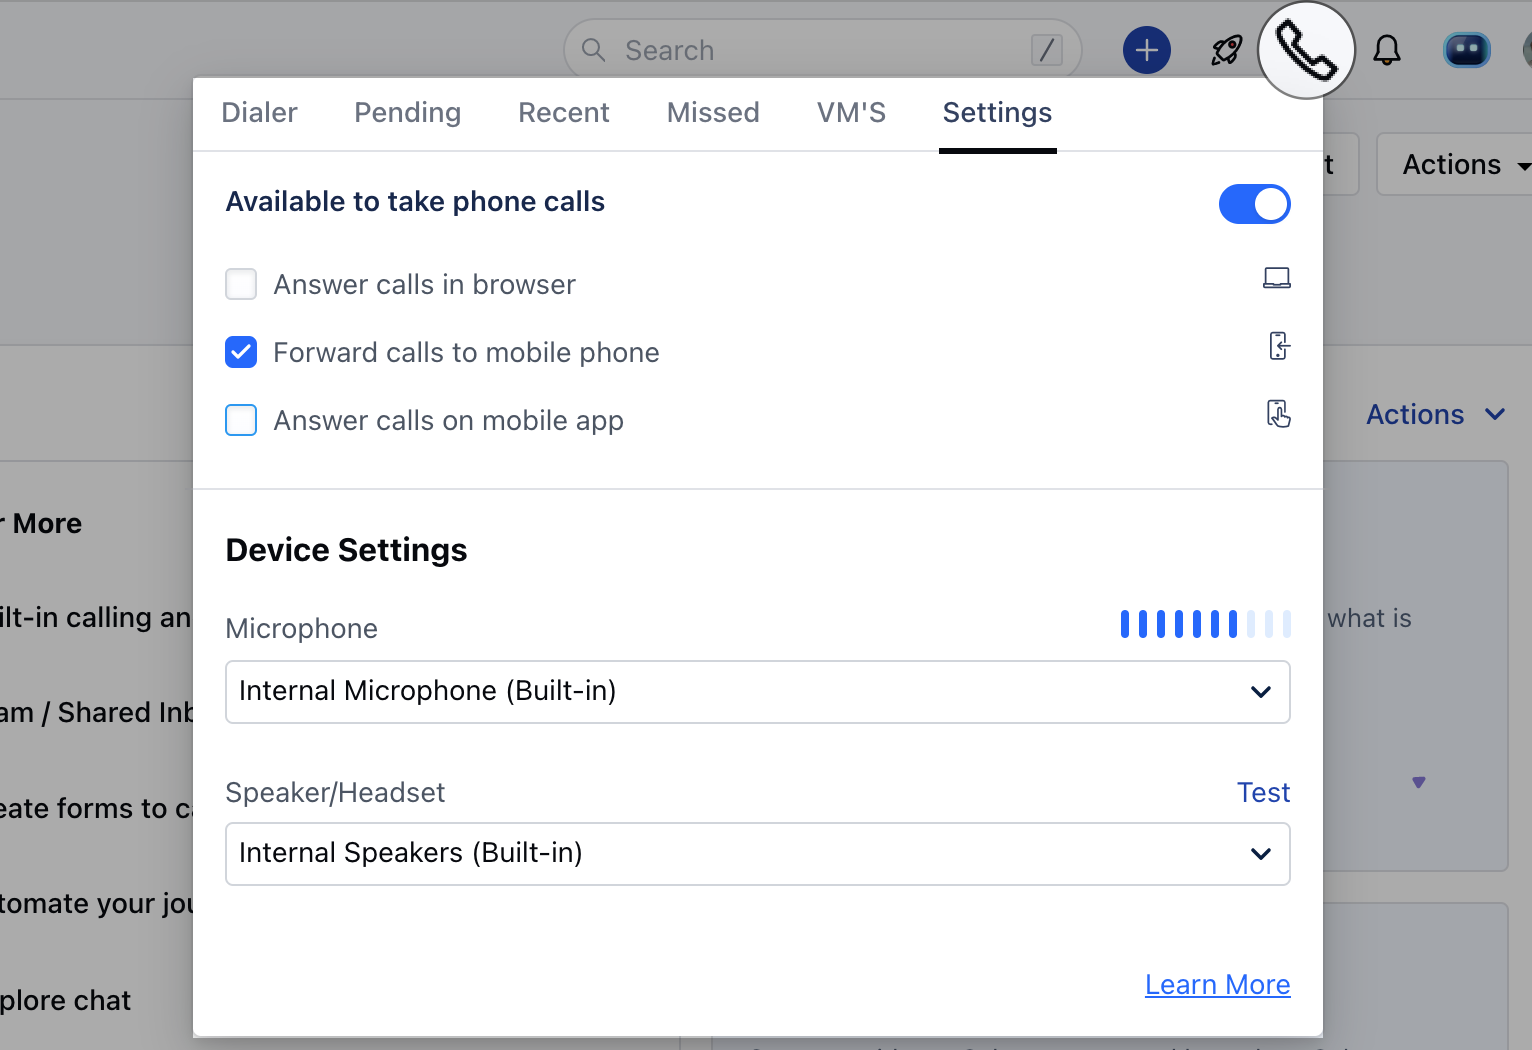 Search /
Dialer Pending Recent Missed VM'S Settings
t Actions
Available to take phone calls
Answer calls in browser
Forward calls to mobile phone
Answer calls on mobile app
Actions
r More
Device Settings
ilt-in calling an
Microphone
what is
Internal Microphone (Built-in)
am / Shared Inb
Speaker/Headset Test
eate forms to ca
Internal Speakers (Built-in)
tomate your jou
Learn More
plore chat